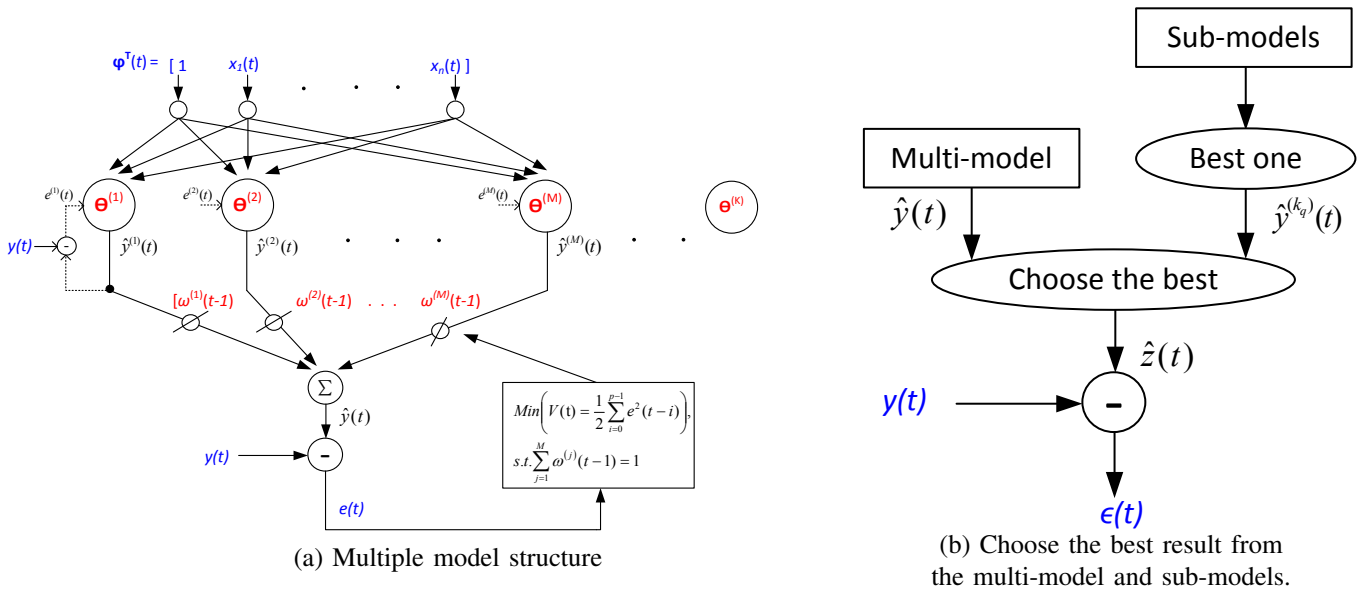 φᵀ(t) = [ 1 x₁(t) . . . xₙ(t) ]
e⁽¹⁾(t) Θ⁽¹⁾ e⁽²⁾(t) Θ⁽²⁾ e⁽ᴹ⁾(t) Θ⁽ᴹ⁾ Θ⁽ᴷ⁾
y(t) - ŷ⁽¹⁾(t) ŷ⁽²⁾(t) . . . ŷ⁽ᴹ⁾(t) . .
[ω⁽¹⁾(t-1) ω⁽²⁾(t-1) . . . ω⁽ᴹ⁾(t-1)
Σ
ŷ(t)
y(t) -
e(t)
Min(V(t) = 1/2 ∑_{i=0}^{p-1} e²(t−i)),
s.t. ∑_{j=1}^{M} ω⁽ʲ⁾(t−1) = 1
(a) Multiple model structure
Sub-models
Multi-model Best one
ŷ(t) ŷ^{(k_q)}(t)
Choose the best
ẑ(t)
y(t) -
ϵ(t)
(b) Choose the best result from
the multi-model and sub-models.